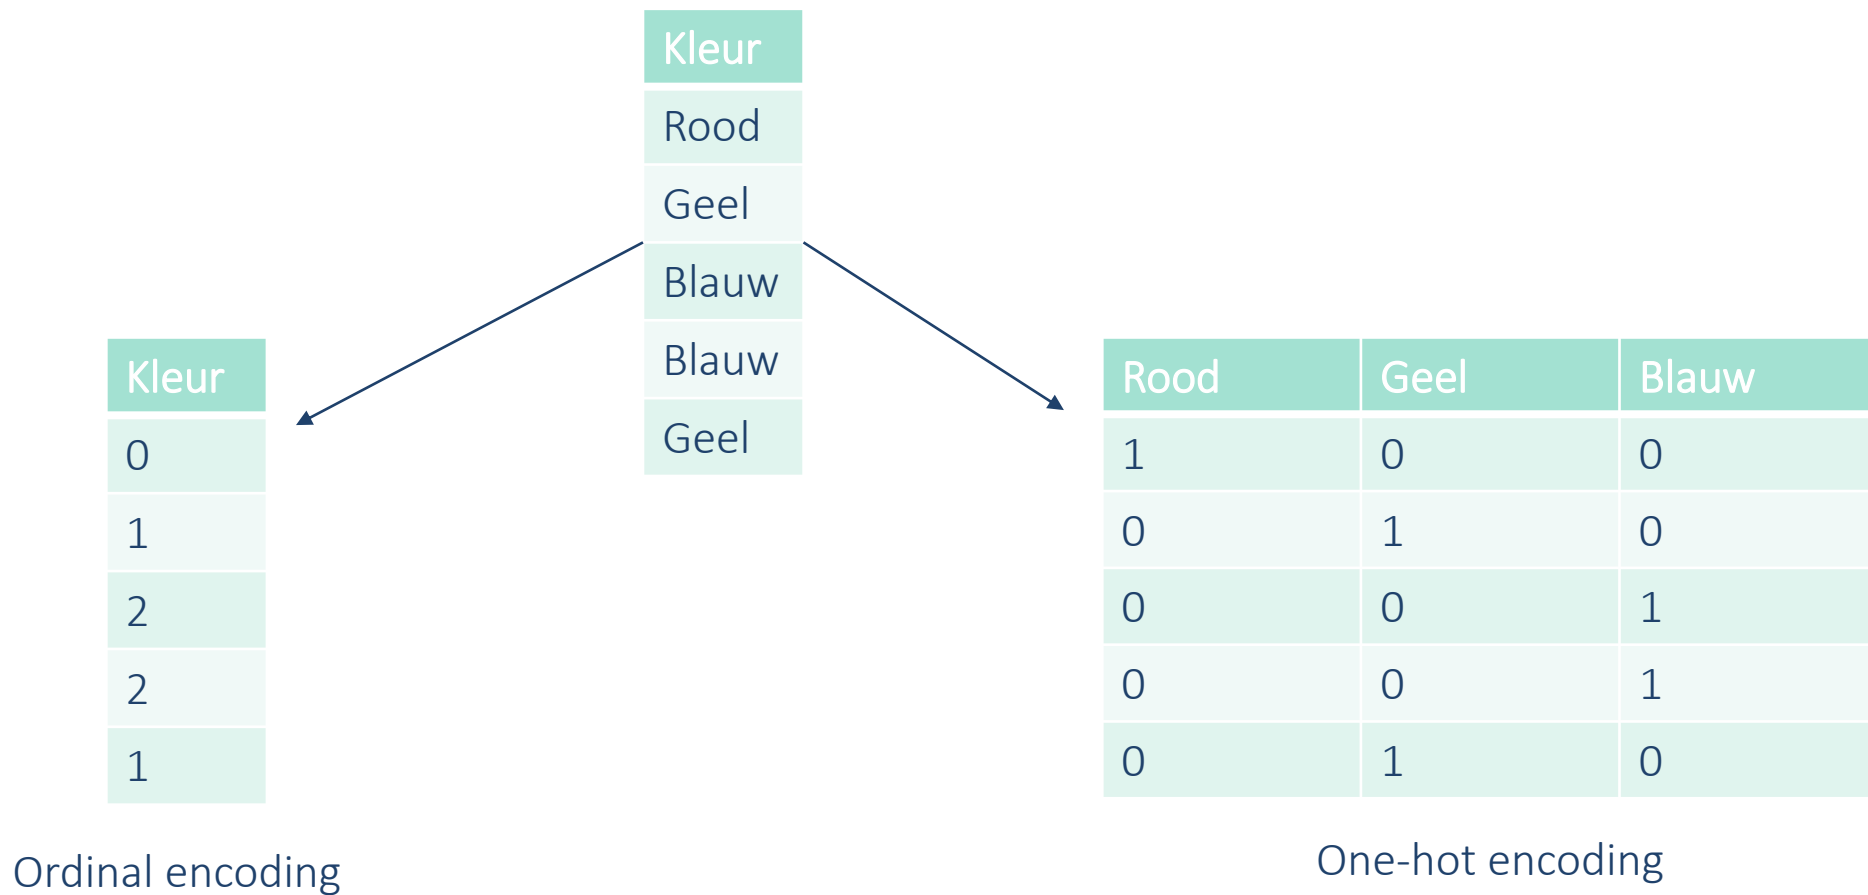 Kleur
Rood
Geel
Blauw
Blauw
Geel
Kleur
0
1
2
2
1
Ordinal encoding
Rood Geel Blauw
1 0 0
0 1 0
0 0 1
0 0 1
0 1 0
One-hot encoding